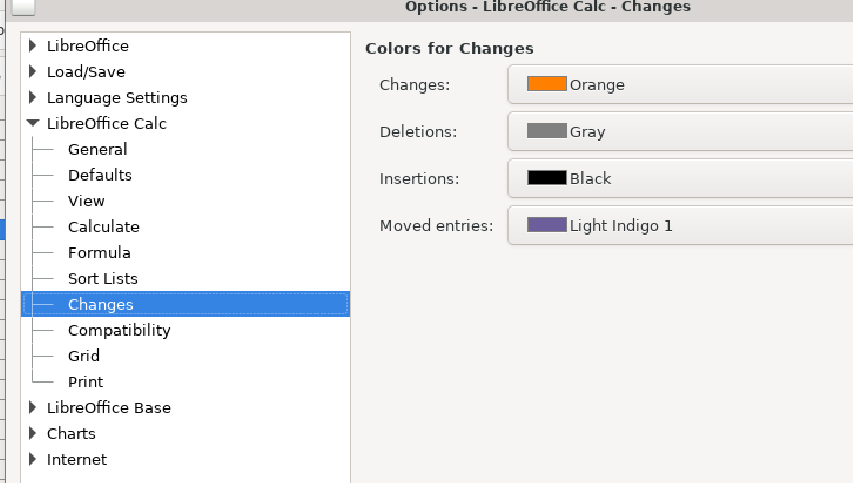 Options - LibreOffice Calc - Changes
LibreOffice
Load/Save
Language Settings
LibreOffice Calc
General
Defaults
View
Calculate
Formula
Sort Lists
Changes
Compatibility
Grid
Print
LibreOffice Base
Charts
Internet
Colors for Changes
Changes: Orange
Deletions: Gray
Insertions: Black
Moved entries: Light Indigo 1